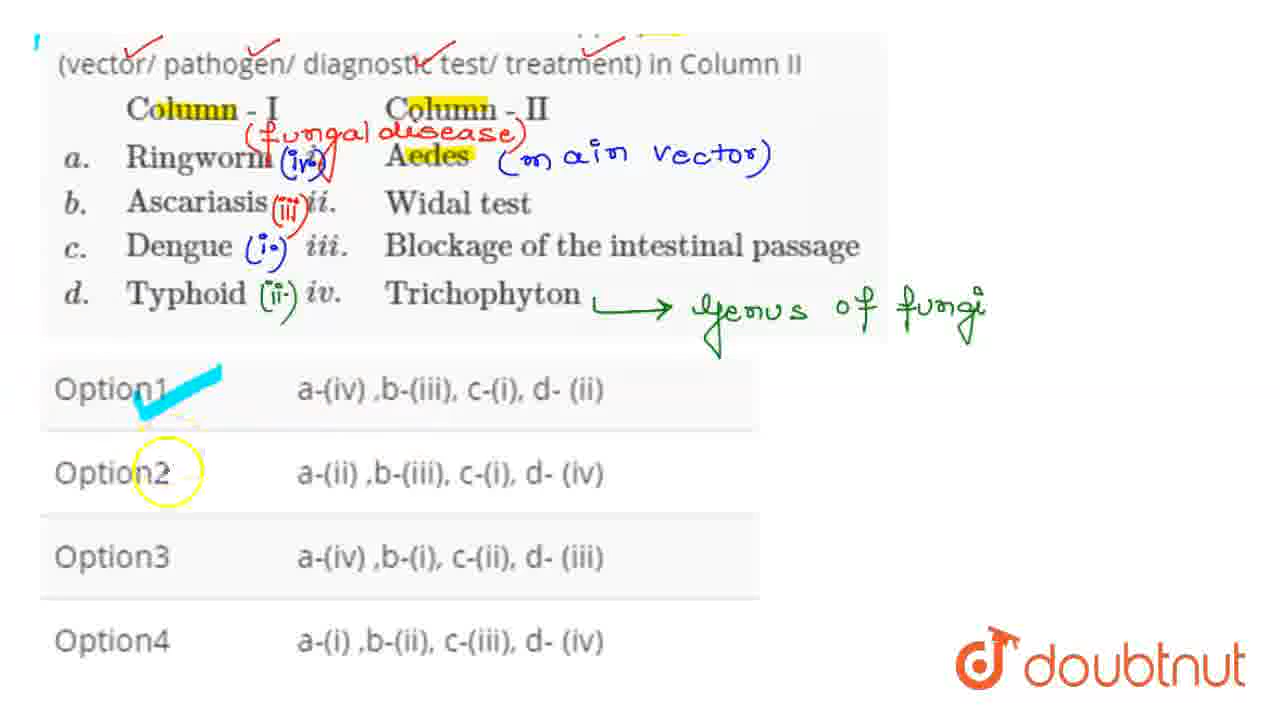 (vector/ pathogen/ diagnostic test/ treatment) in Column II
Column - I Column - II
(fungal disease)
a. Ringworm (iv) i. Aedes (main vector)
b. Ascariasis (iii) ii. Widal test
c. Dengue (i) iii. Blockage of the intestinal passage
d. Typhoid (ii) iv. Trichophyton → Genus of fungi
Option1 a-(iv) ,b-(iii), c-(i), d- (ii)
Option2 a-(ii) ,b-(iii), c-(i), d- (iv)
Option3 a-(iv) ,b-(i), c-(ii), d- (iii)
Option4 a-(i) ,b-(ii), c-(iii), d- (iv)
doubtnut